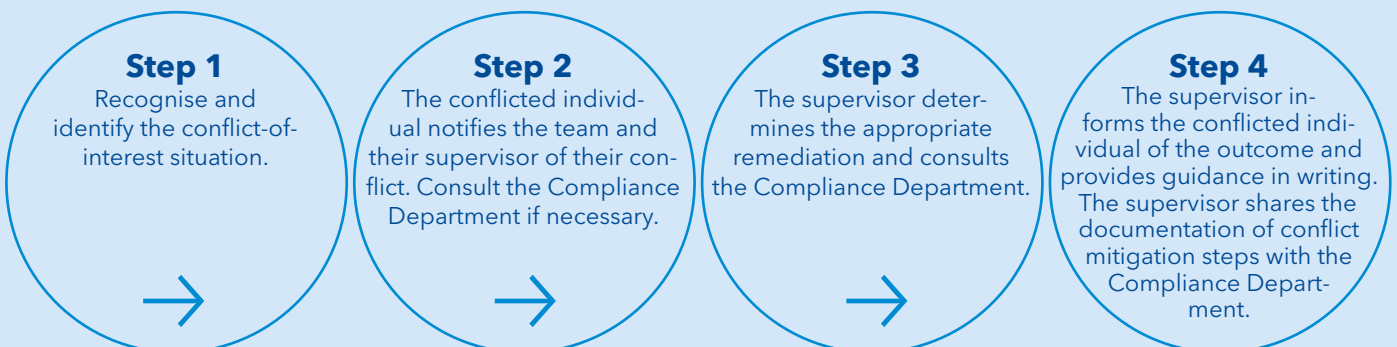 Step 1
Recognise and
identify the conflict-of-
interest situation.
Step 2
The conflicted individ-
ual notifies the team and
their supervisor of their con-
flict. Consult the Compliance
Department if necessary.
Step 3
The supervisor deter-
mines the appropriate
remediation and consults
the Compliance Department.
Step 4
The supervisor in-
forms the conflicted indi-
vidual of the outcome and
provides guidance in writing.
The supervisor shares the
documentation of conflict
mitigation steps with the
Compliance Depart-
ment.